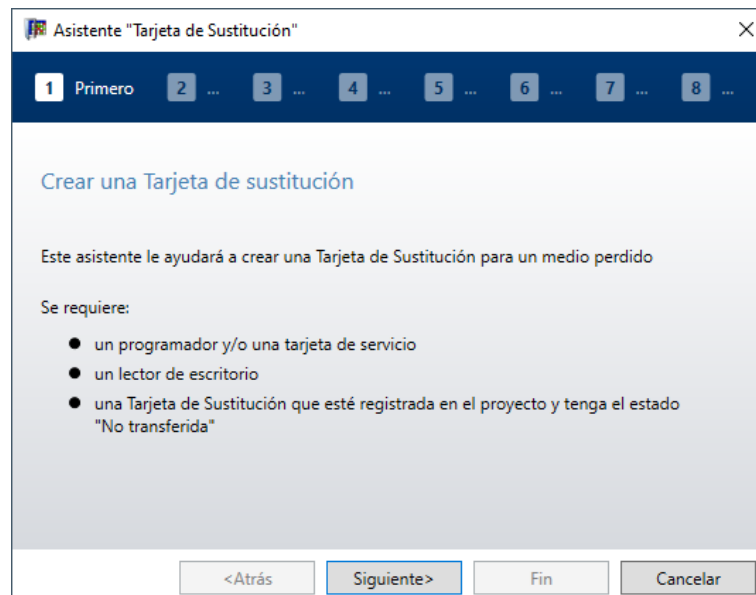 Asistente "Tarjeta de Sustitución"
1 Primero 2 ... 3 ... 4 ... 5 ... 6 ... 7 ... 8 ...
Crear una Tarjeta de sustitución
Este asistente le ayudará a crear una Tarjeta de Sustitución para un medio perdido
Se requiere:
● un programador y/o una tarjeta de servicio
● un lector de escritorio
● una Tarjeta de Sustitución que esté registrada en el proyecto y tenga el estado
"No transferida"
<Atrás Siguiente> Fin Cancelar